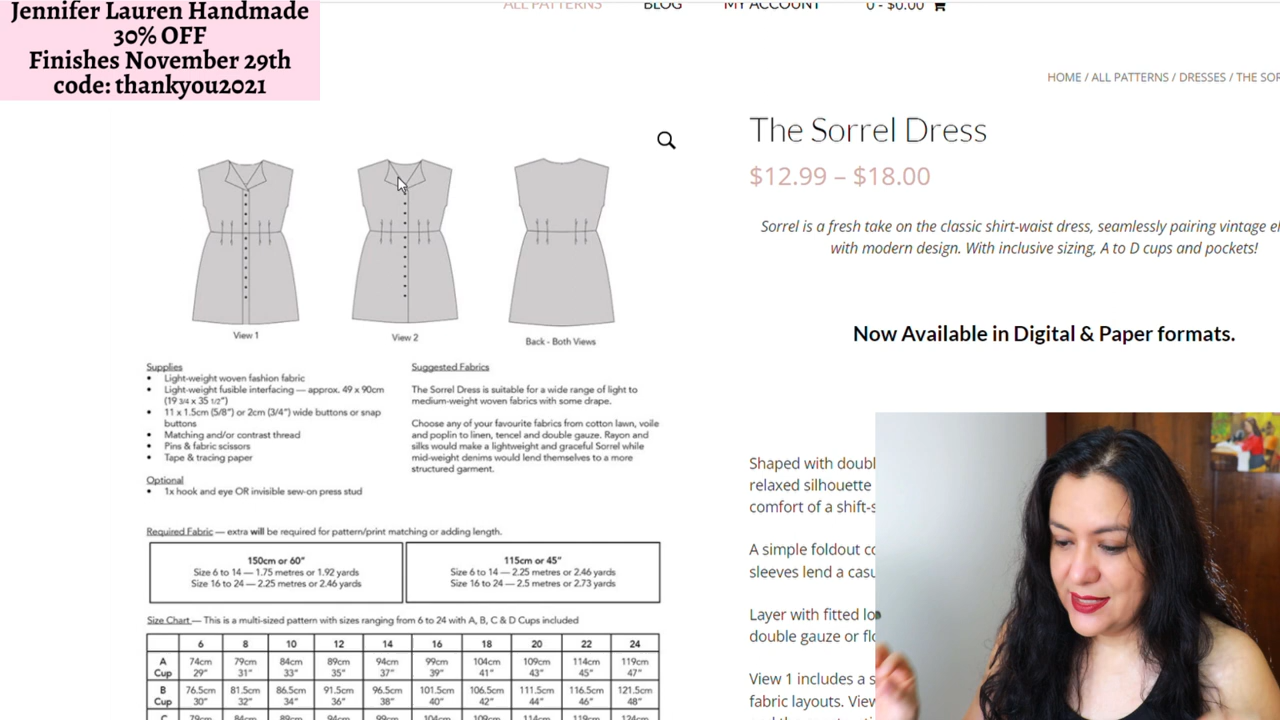 Jennifer Lauren Handmade
30% OFF
Finishes November 29th
code: thankyou2021
ALL PATTERNS BLOG MY ACCOUNT 0 - $0.00
HOME / ALL PATTERNS / DRESSES / THE SOR
The Sorrel Dress
$12.99 – $18.00
Sorrel is a fresh take on the classic shirt-waist dress, seamlessly pairing vintage el
with modern design. With inclusive sizing, A to D cups and pockets!
Now Available in Digital & Paper formats.
View 1
View 2
Back - Both Views
Supplies
• Light-weight woven fashion fabric
• Light-weight fusible interfacing — approx. 49 x 90cm
(19 3/4 x 35 1/2")
• 11 x 1.5cm (5/8") or 2cm (3/4") wide buttons or snap
buttons
• Matching and/or contrast thread
• Pins & fabric scissors
• Tape & tracing paper
Optional
• 1x hook and eye OR invisible sew-on press stud
Suggested Fabrics
The Sorrel Dress is suitable for a wide range of light to
medium-weight woven fabrics with some drape.
Choose any of your favourite fabrics from cotton lawn, voile
and poplin to linen, tencel and double gauze. Rayon and
silks would make a lightweight and graceful Sorrel while
mid-weight denims would lend themselves to a more
structured garment.
Required Fabric — extra will be required for pattern/print matching or adding length.
150cm or 60"
Size 6 to 14 — 1.75 metres or 1.92 yards
Size 16 to 24 — 2.25 metres or 2.46 yards
115cm or 45"
Size 6 to 14 — 2.25 metres or 2.46 yards
Size 16 to 24 — 2.5 metres or 2.73 yards
Size Chart — This is a multi-sized pattern with sizes ranging from 6 to 24 with A, B, C & D Cups included
6 8 10 12 14 16 18 20 22 24
A 74cm 79cm 84cm 89cm 94cm 99cm 104cm 109cm 114cm 119cm
Cup 29" 31" 33" 35" 37" 39" 41" 43" 45" 47"
B 76.5cm 81.5cm 86.5cm 91.5cm 96.5cm 101.5cm 106.5cm 111.5cm 116.5cm 121.5cm
Cup 30" 32" 34" 36" 38" 40" 42" 44" 46" 48"
C 79cm 84cm 89cm 94cm 99cm 104cm 109cm 114cm 119cm 124cm
Shaped with doubl
relaxed silhouette
comfort of a shift-s
A simple foldout co
sleeves lend a casu
Layer with fitted lo
double gauze or flo
View 1 includes a s
fabric layouts. View